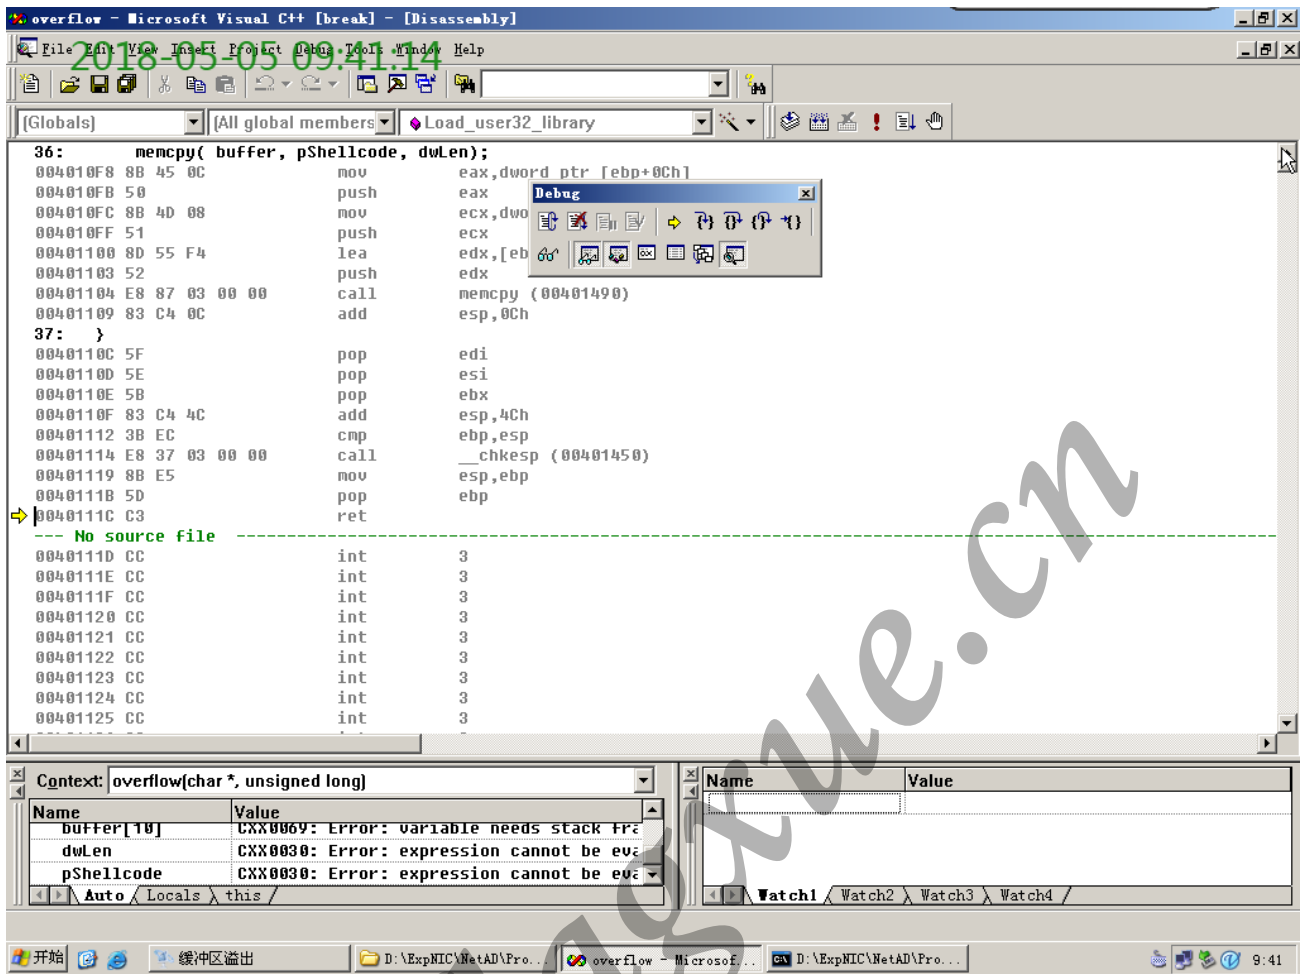 overflow - Microsoft Visual C++ [break] - [Disassembly]
File Edit View Insert Project Debug Tools Window Help
2018-05-05 09:41:14
(Globals) (All global members Load_user32_library
36: memcpy( buffer, pShellcode, dwLen);
004010F8 8B 45 0C mov eax,dword ptr [ebp+0Ch]
004010FB 50 push eax
004010FC 8B 4D 08 mov ecx,dwo
004010FF 51 push ecx
00401100 8D 55 F4 lea edx,[eb
00401103 52 push edx
00401104 E8 87 03 00 00 call memcpy (00401490)
00401109 83 C4 0C add esp,0Ch
37: }
0040110C 5F pop edi
0040110D 5E pop esi
0040110E 5B pop ebx
0040110F 83 C4 4C add esp,4Ch
00401112 3B EC cmp ebp,esp
00401114 E8 37 03 00 00 call __chkesp (00401450)
00401119 8B E5 mov esp,ebp
0040111B 5D pop ebp
0040111C C3 ret
--- No source file
0040111D CC int 3
0040111E CC int 3
0040111F CC int 3
00401120 CC int 3
00401121 CC int 3
00401122 CC int 3
00401123 CC int 3
00401124 CC int 3
00401125 CC int 3
Debug
Context: overflow(char *, unsigned long)
Name Value
buffer[10] CXX0069: Error: variable needs stack fra
dwLen CXX0030: Error: expression cannot be eva
pShellcode CXX0030: Error: expression cannot be eva
Auto Locals this
Name Value
Watch1 Watch2 Watch3 Watch4
开始 缓冲区溢出 D:\ExpNIC\NetAD\Pro... overflow - Microsof... D:\ExpNIC\NetAD\Pro... 9:41